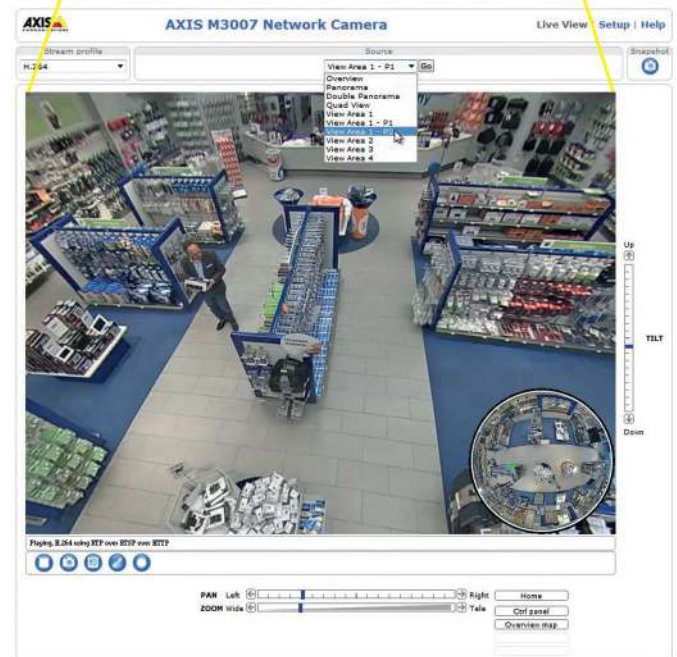 AXIS
COMMUNICATIONS
AXIS M3007 Network Camera
Live View | Setup | Help
Stream profile
Source
Snapshot
H.264
View Area 1 - P1
Go
Overview
Panorama
Double Panorama
Quad View
View Area 1
View Area 1 - P1
View Area 1 - P2
View Area 2
View Area 3
View Area 4
Up
TILT
Down
Playing, H.264 using RTP over RTSP over HTTP
PAN Left Right Home
ZOOM Wide Tele Ctrl panel
Overview map